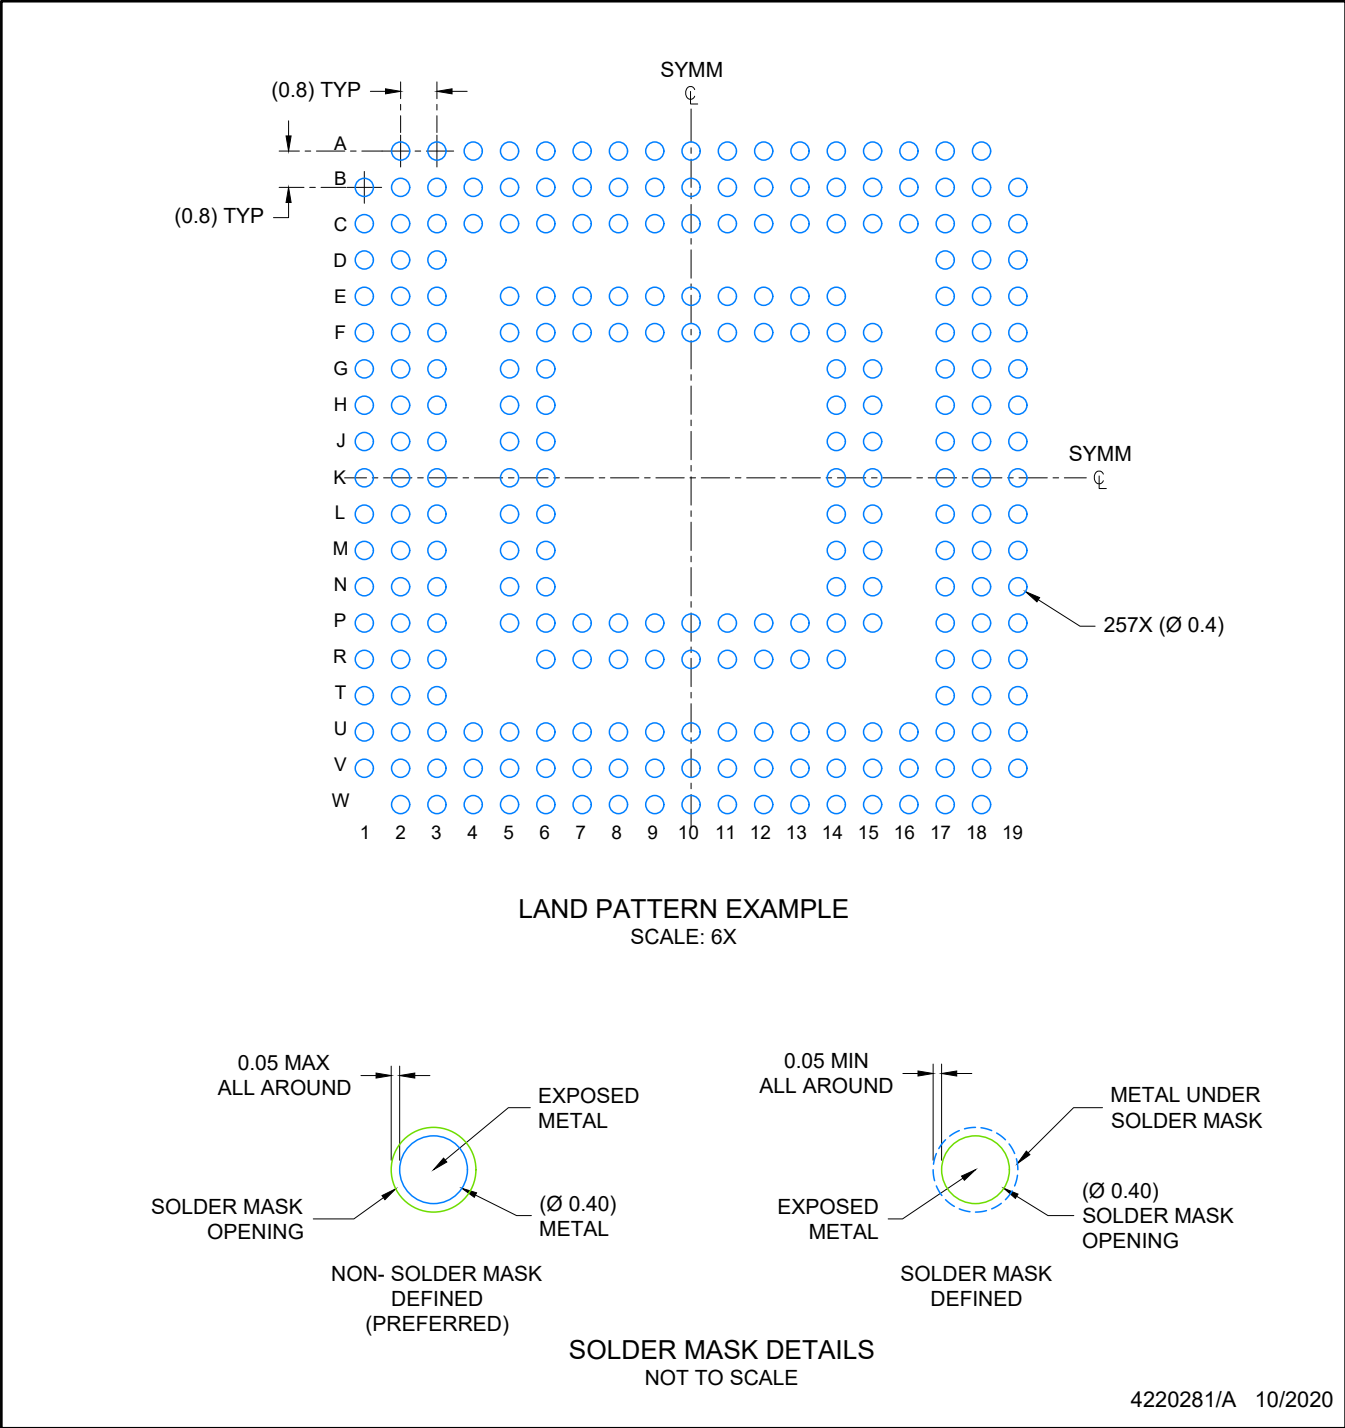 SYMM
℄
(0.8) TYP
(0.8) TYP
A
B
C
D
E
F
G
H
J
K
L
M
N
P
R
T
U
V
W
SYMM
℄
257X (Ø 0.4)
1 2 3 4 5 6 7 8 9 10 11 12 13 14 15 16 17 18 19
LAND PATTERN EXAMPLE
SCALE: 6X
0.05 MAX
ALL AROUND
EXPOSED
METAL
SOLDER MASK
OPENING
(Ø 0.40)
METAL
NON- SOLDER MASK
DEFINED
(PREFERRED)
0.05 MIN
ALL AROUND
METAL UNDER
SOLDER MASK
EXPOSED
METAL
(Ø 0.40)
SOLDER MASK
OPENING
SOLDER MASK
DEFINED
SOLDER MASK DETAILS
NOT TO SCALE
4220281/A 10/2020